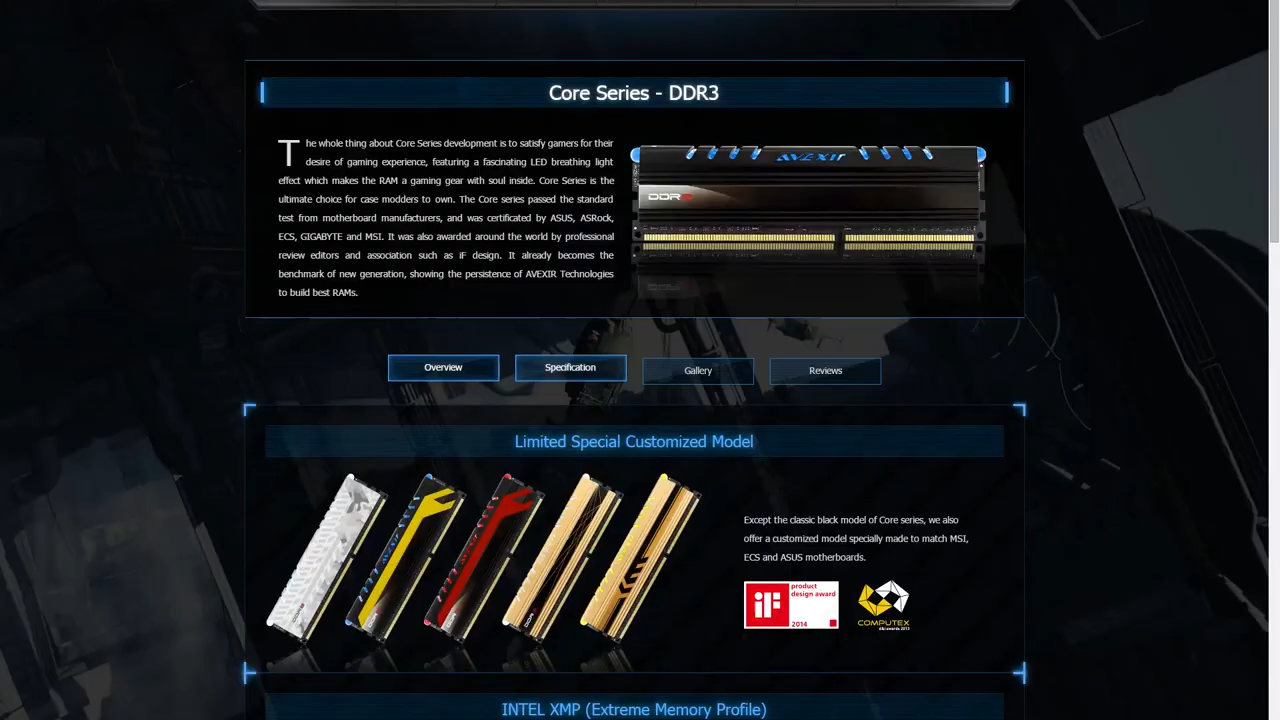 Core Series - DDR3
The whole thing about Core Series development is to satisfy gamers for their
desire of gaming experience, featuring a fascinating LED breathing light
effect which makes the RAM a gaming gear with soul inside. Core Series is the
ultimate choice for case modders to own. The Core series passed the standard
test from motherboard manufacturers, and was certificated by ASUS, ASRock,
ECS, GIGABYTE and MSI. It was also awarded around the world by professional
review editors and association such as iF design. It already becomes the
benchmark of new generation, showing the persistence of AVEXIR Technologies
to build best RAMs.
AVEXIR
DDR3
Overview
Specification
Gallery
Reviews
Limited Special Customized Model
AVEXIR
AVEXIR
Except the classic black model of Core series, we also
offer a customized model specially made to match MSI,
ECS and ASUS motherboards.
iF
product
design award
2014
COMPUTEX
d&i awards 2013
INTEL XMP (Extreme Memory Profile)